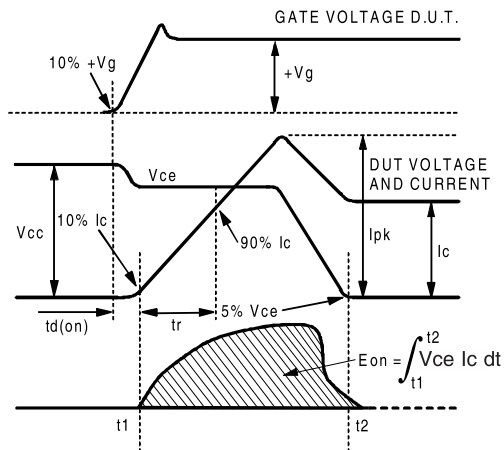 GATE VOLTAGE D.U.T.
10% +Vg
+Vg
Vce
DUT VOLTAGE
AND CURRENT
10% Ic
Vcc
90% Ic
Ipk
Ic
td(on)
tr
5% Vce
Eon = ∫ Vce Ic dt
t2
t1
t1
t2